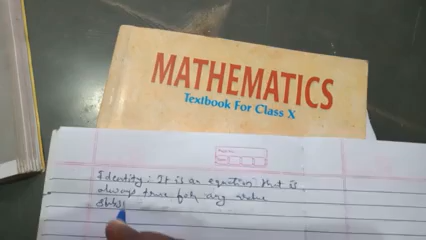 MATHEMATICS
Textbook For Class X
Identity : It is an equation that is
always true for any value